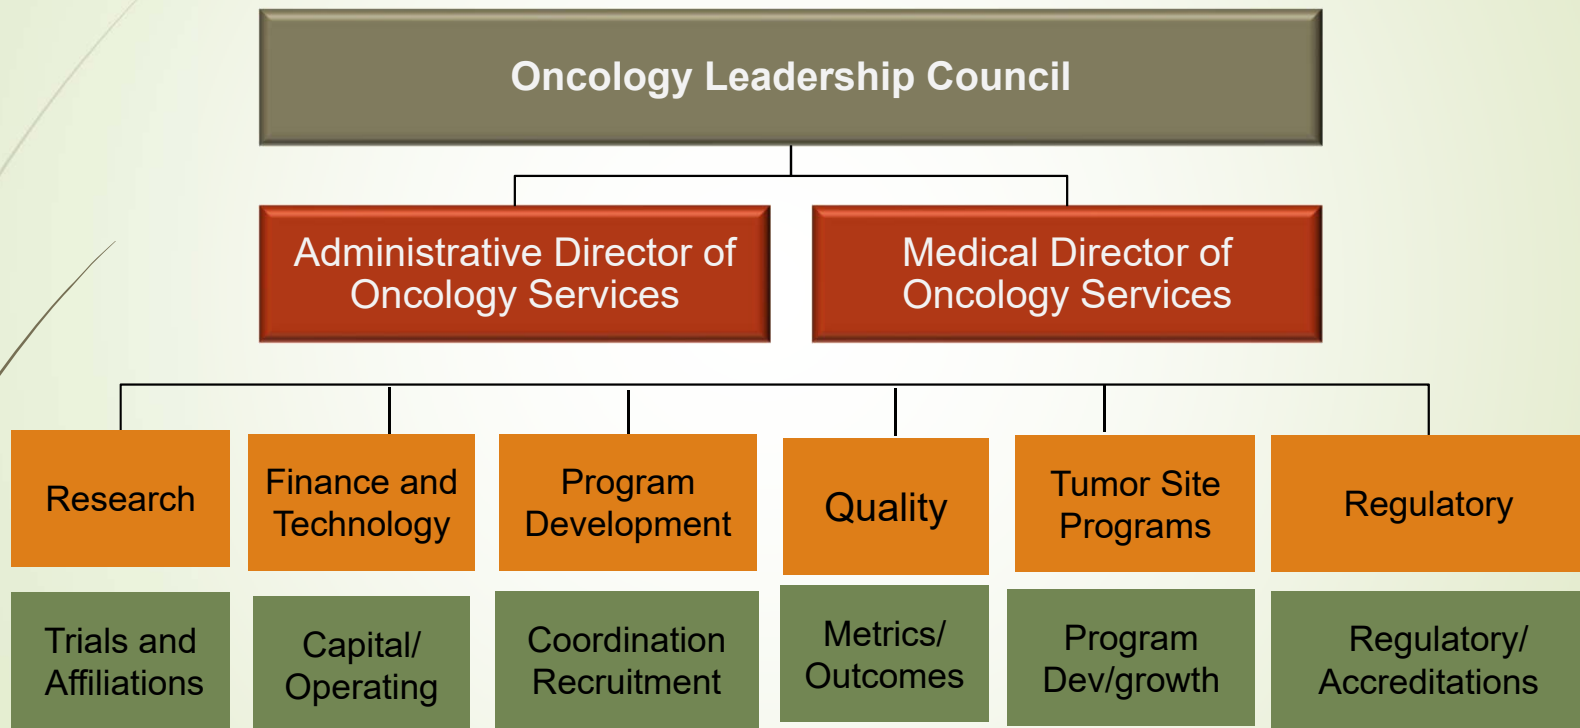 Oncology Leadership Council
Administrative Director of
Oncology Services
Medical Director of
Oncology Services
Research
Finance and
Technology
Program
Development
Quality
Tumor Site
Programs
Regulatory
Trials and
Affiliations
Capital/
Operating
Coordination
Recruitment
Metrics/
Outcomes
Program
Dev/growth
Regulatory/
Accreditations